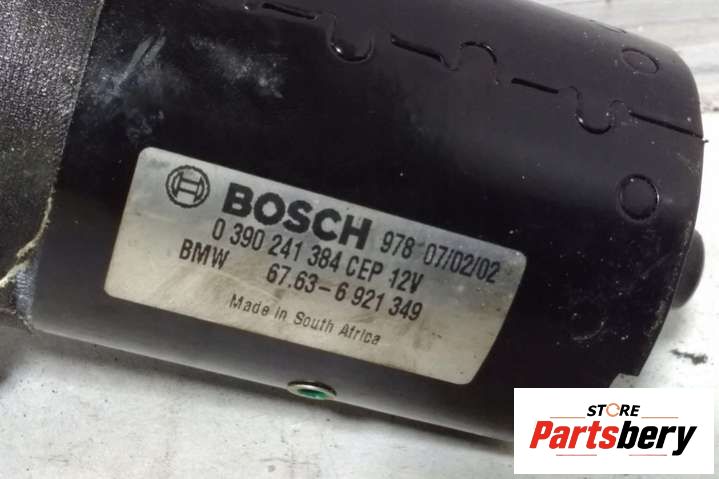 BOSCH 978 07/02/02
0 390 241 384 CEP 12V
BMW 67.63- 6 921 349
Made in South Africa
STORE
Partsbery